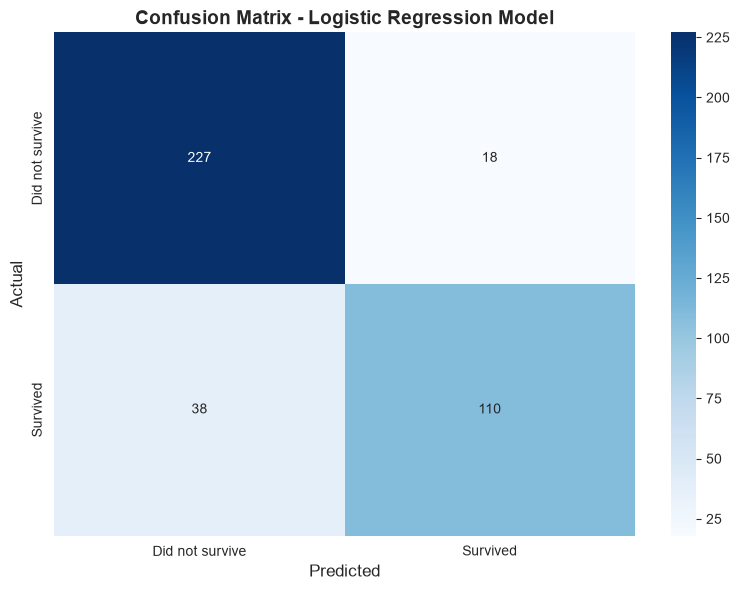 Confusion Matrix - Logistic Regression Model
Actual
Did not survive
Survived
227
18
38
110
Did not survive
Survived
Predicted
225
200
175
150
125
100
75
50
25